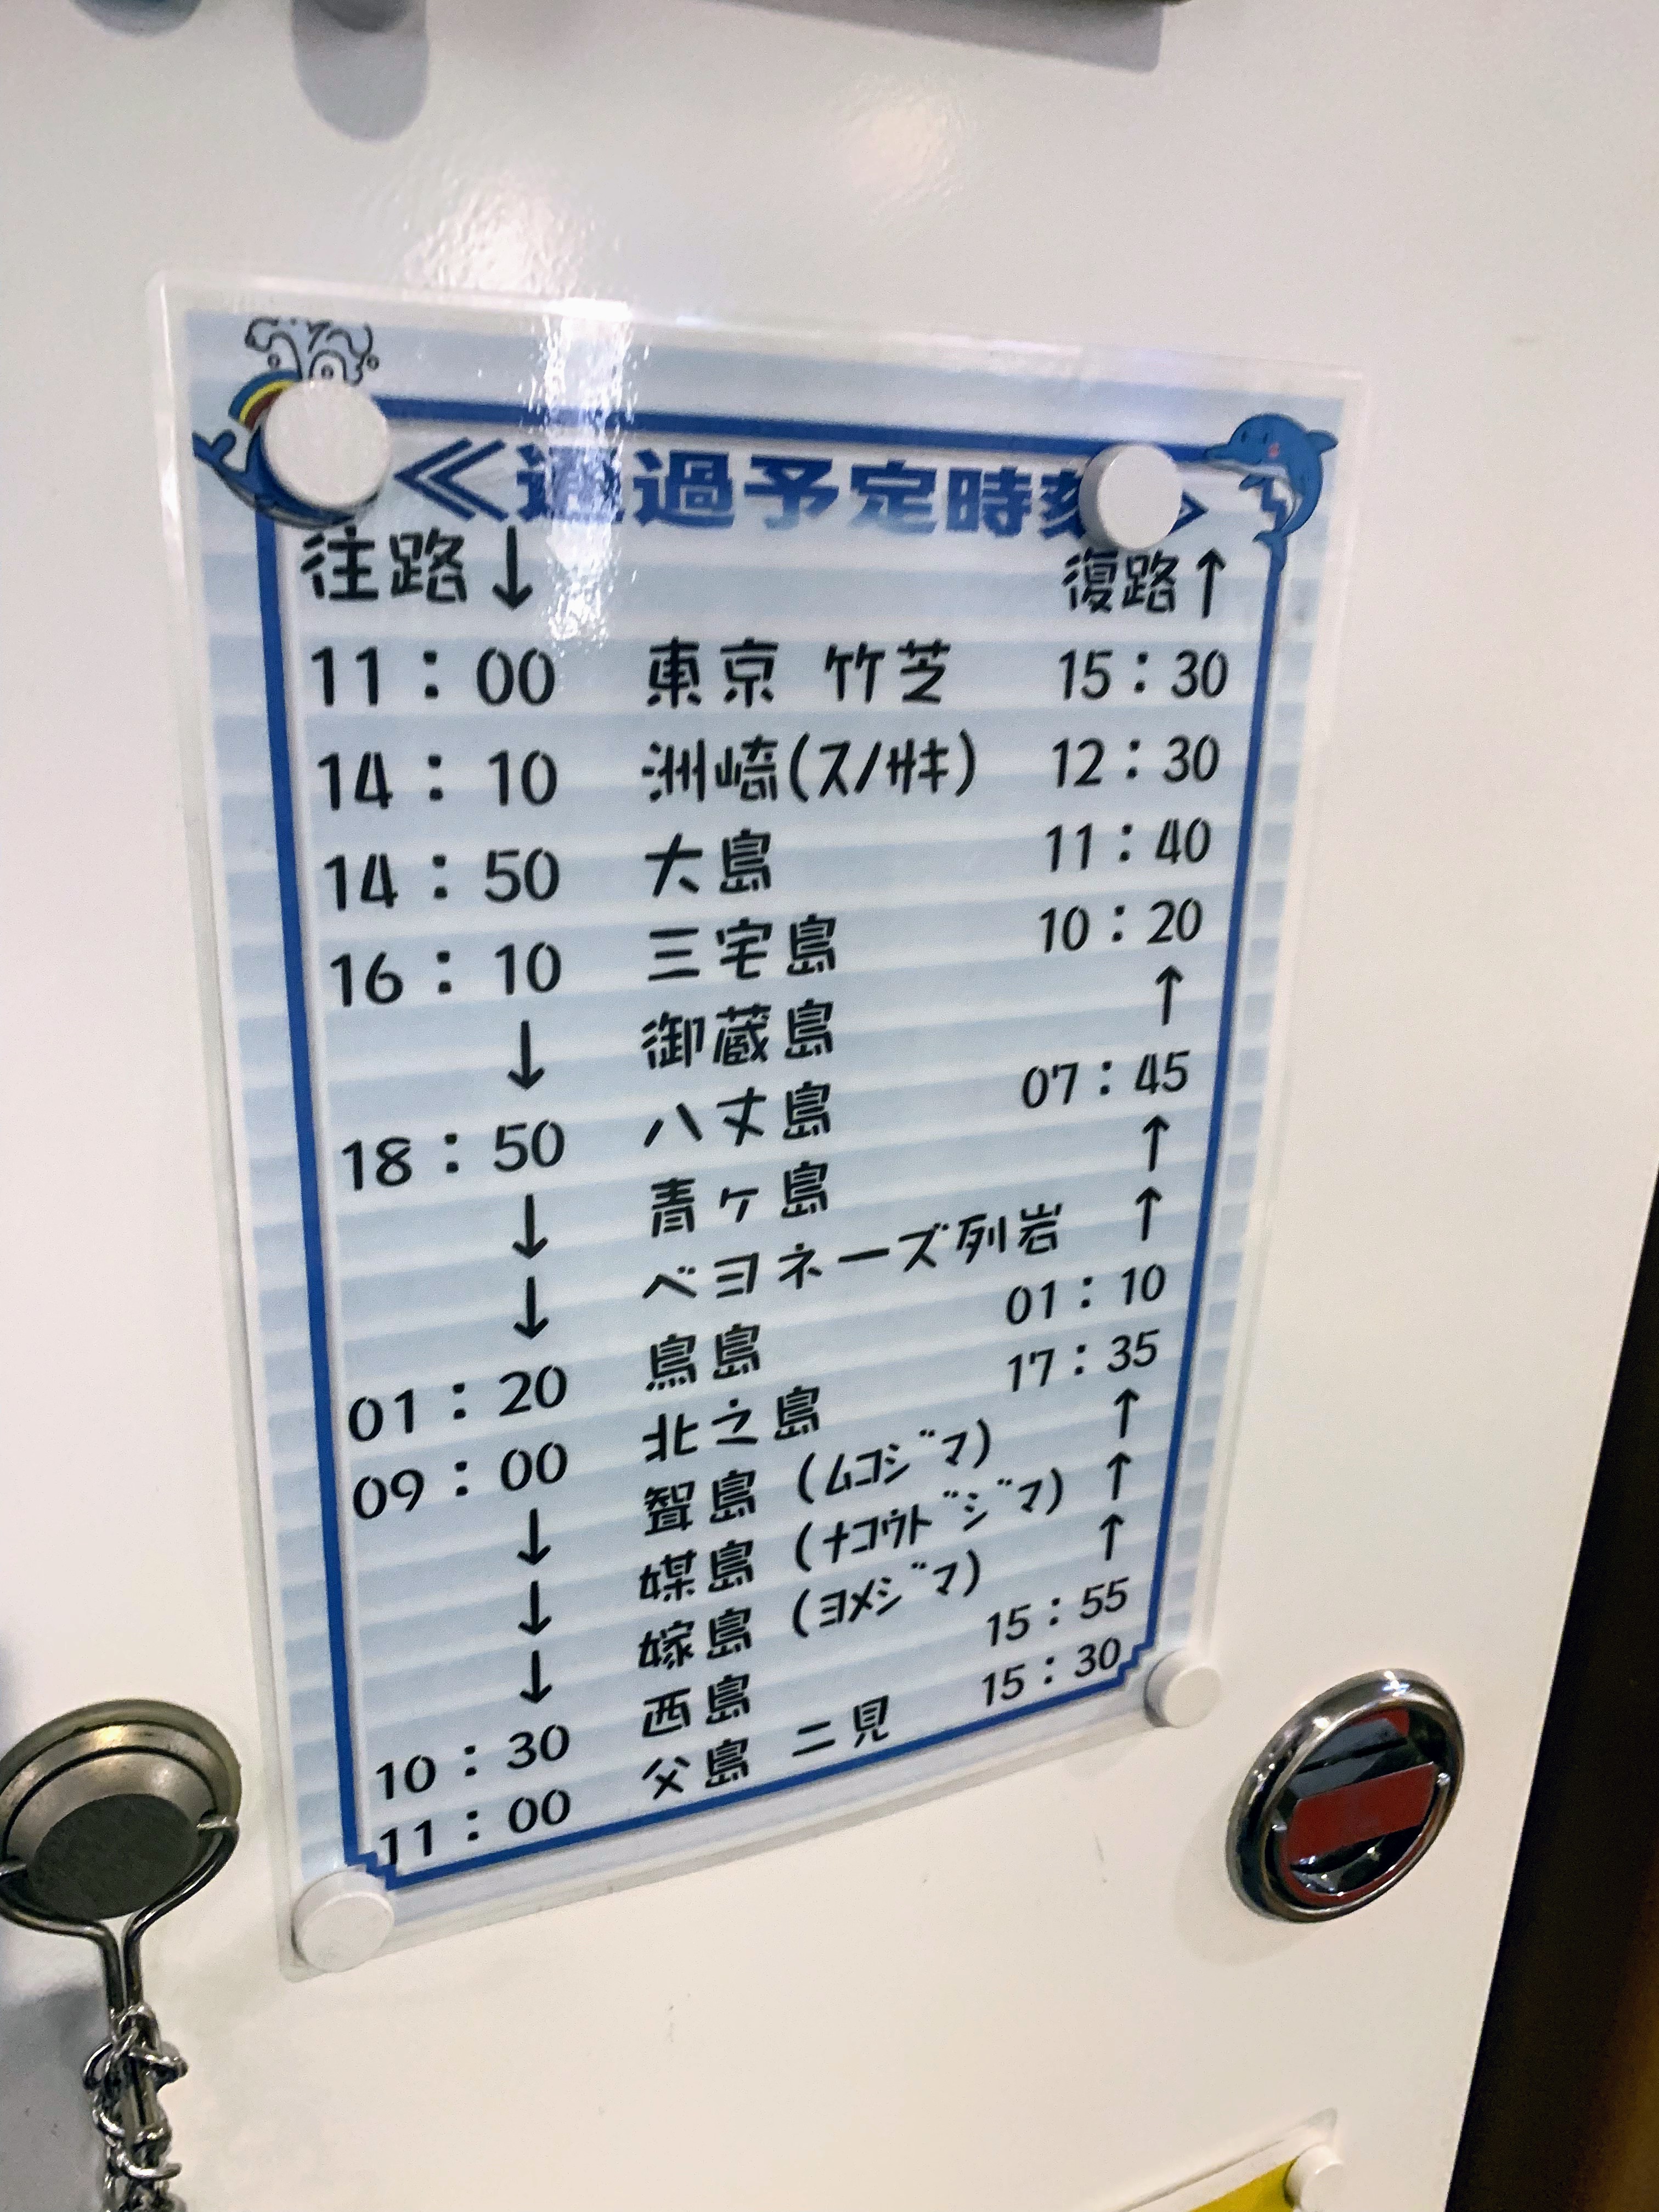 ≪通過予定時刻≫
往路↓ 復路↑
11:00 東京 竹芝 15:30
14:10 洲崎(スノサキ) 12:30
14:50 大島 11:40
16:10 三宅島 10:20
↓ 御蔵島 ↑
18:50 八丈島 07:45
↓ 青ヶ島 ↑
↓ ベヨネーズ列岩 ↑
01:20 鳥島 01:10
09:00 北之島 17:35
↓ 聟島 (ムコジマ) ↑
↓ 媒島 (ナコウドジマ) ↑
↓ 嫁島 (ヨメジマ) ↑
10:30 西島 15:55
11:00 父島 二見 15:30